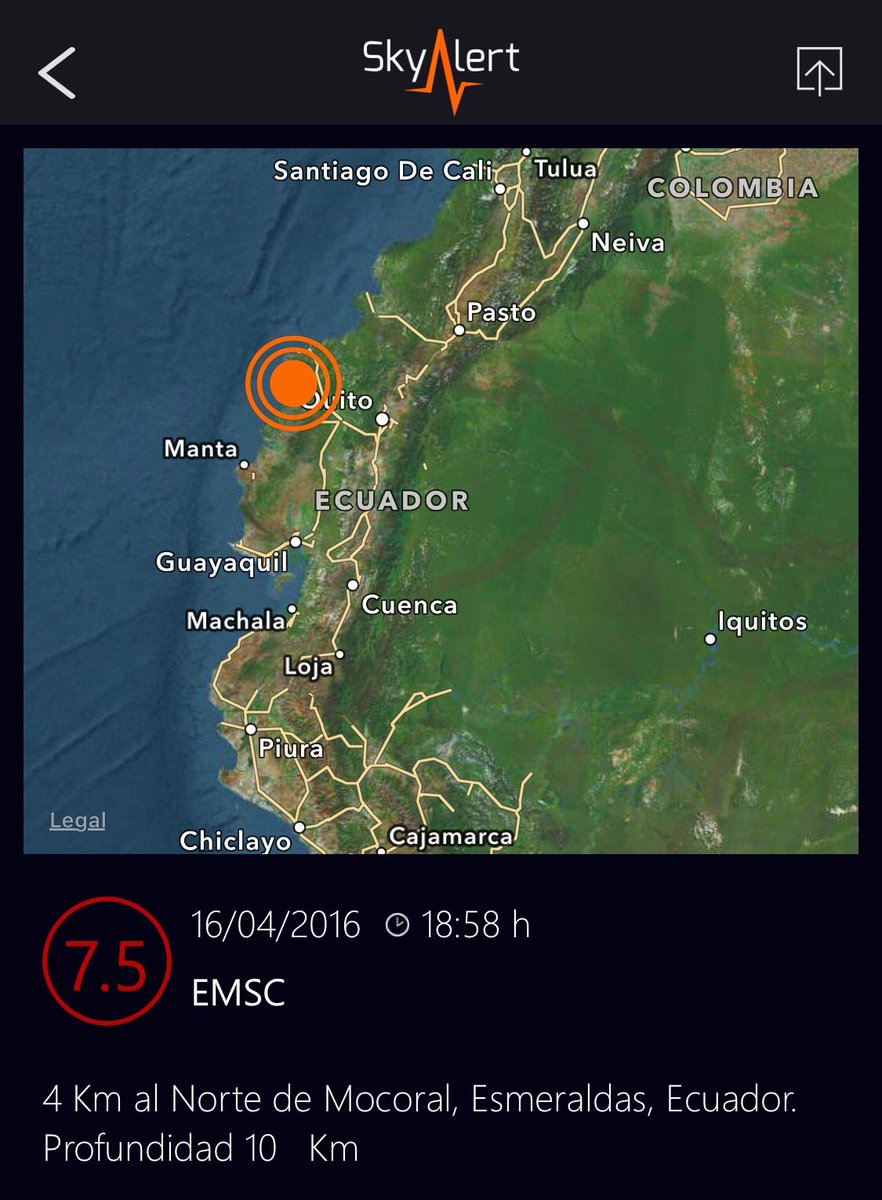 SkyAlert
Santiago De Cali
Tulua
COLOMBIA
Neiva
Pasto
Quito
Manta
ECUADOR
Guayaquil
Cuenca
Machala
Iquitos
Loja
Piura
Legal
Chiclayo
Cajamarca
7.5
16/04/2016 18:58 h
EMSC
4 Km al Norte de Mocoral, Esmeraldas, Ecuador.
Profundidad 10 Km